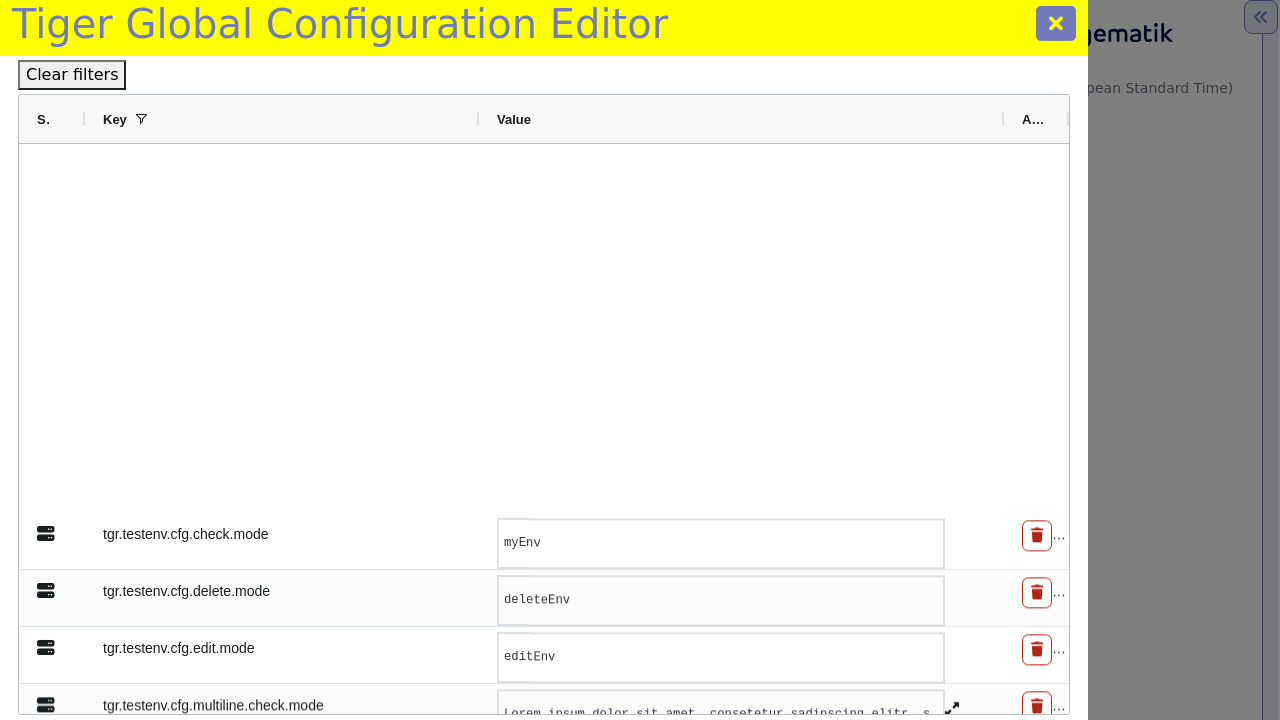 Tiger Global Configuration Editor
gematik
Clear filters
pean Standard Time)
S.
Key
Value
A...
tgr.testenv.cfg.check.mode
myEnv
...
tgr.testenv.cfg.delete.mode
deleteEnv
...
tgr.testenv.cfg.edit.mode
editEnv
...
tgr.testenv.cfg.multiline.check.mode
Lorem ipsum dolor sit amet, consetetur sadipscing elitr, s
...